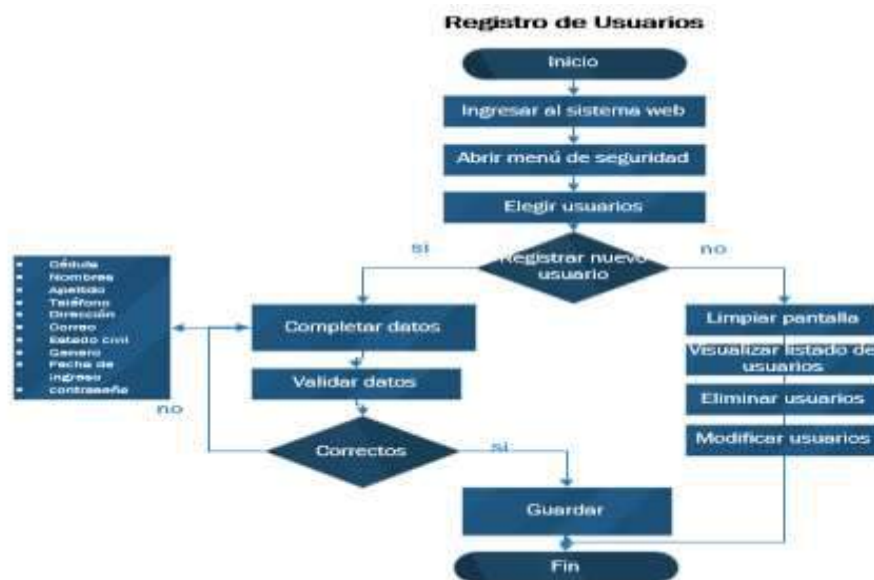 Registro de Usuarios
Inicio
Ingresar al sistema web
Abrir menú de seguridad
Elegir usuarios
si
Registrar nuevo
usuario
no
Cédula
Nombres
Apellido
Teléfono
Dirección
Correo
Estado civil
Genero
Fecha de
ingreso
contraseña
Completar datos
Limpiar pantalla
Visualizar listado de
usuarios
Validar datos
Eliminar usuarios
no
Modificar usuarios
Correctos
si
Guardar
Fin